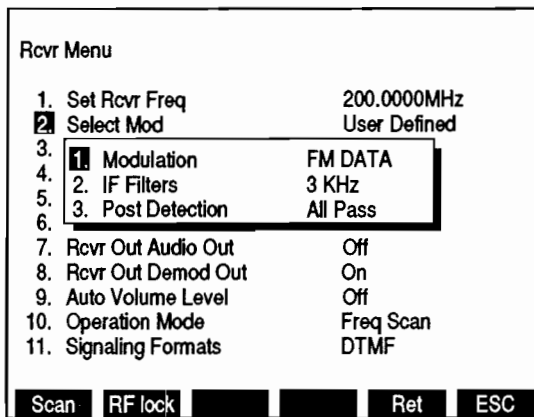 Rcvr Menu
1. Set Rcvr Freq 200.0000MHz
2. Select Mod User Defined
3.
1. Modulation FM DATA
4.
2. IF Filters 3 KHz
5.
3. Post Detection All Pass
6.
7. Rcvr Out Audio Out Off
8. Rcvr Out Demod Out On
9. Auto Volume Level Off
10. Operation Mode Freq Scan
11. Signaling Formats DTMF
Scan RF lock Ret ESC